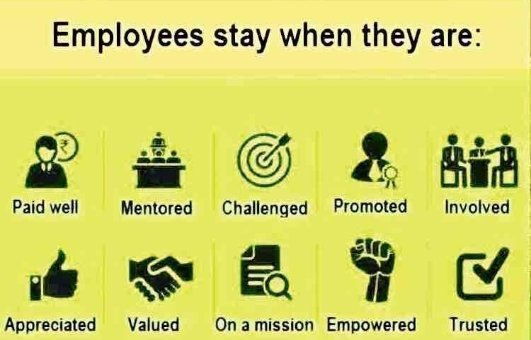 Employees stay when they are:
₹
Paid well Mentored Challenged Promoted Involved
Appreciated Valued On a mission Empowered Trusted